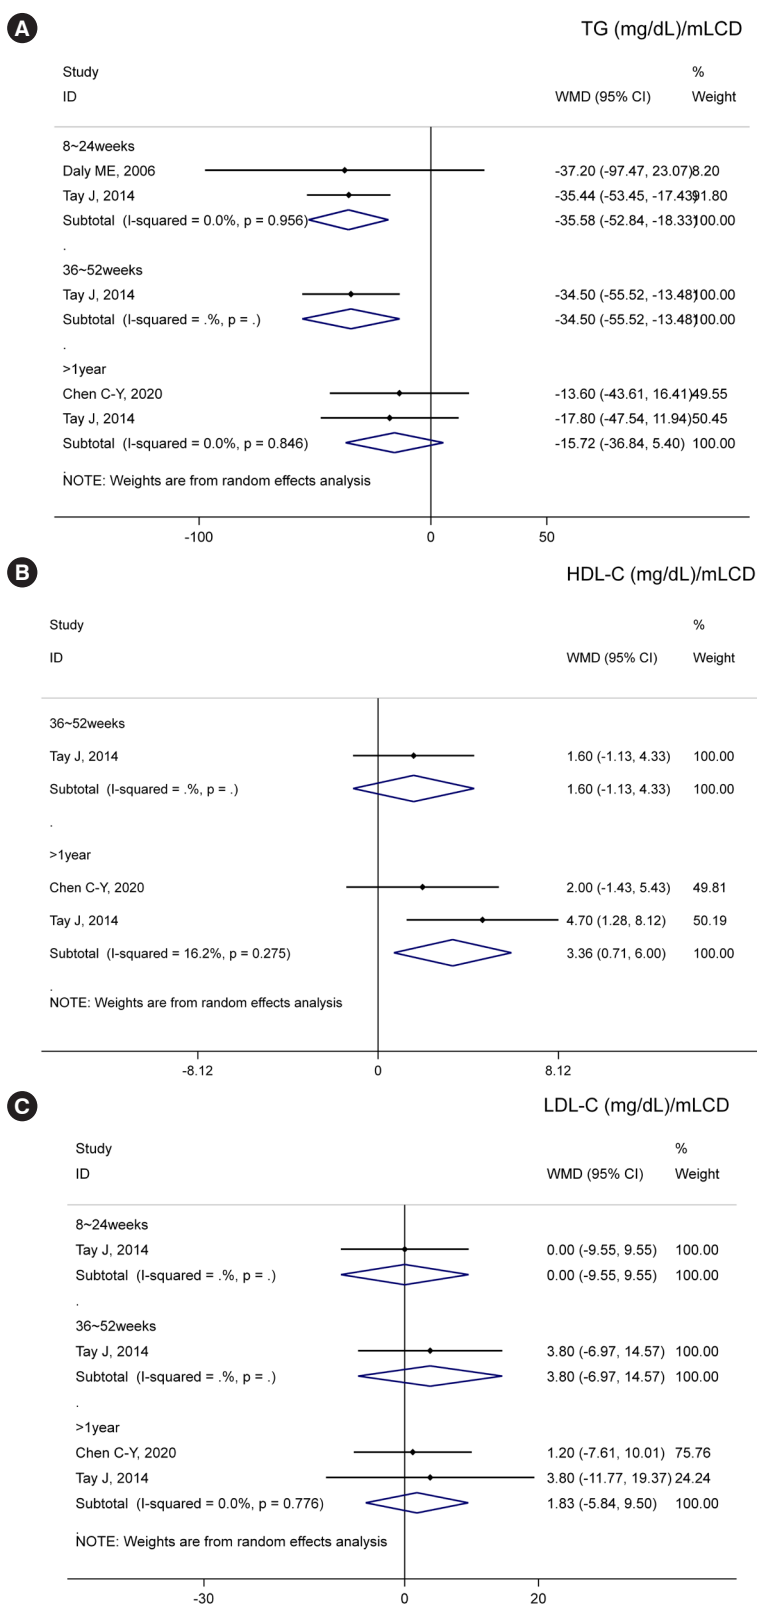 A
TG (mg/dL)/mLCD
Study %
ID WMD (95% CI) Weight
8~24weeks
Daly ME, 2006 -37.20 (-97.47, 23.07) 8.20
Tay J, 2014 -35.44 (-53.45, -17.43) 91.80
Subtotal (I-squared = 0.0%, p = 0.956) -35.58 (-52.84, -18.33) 100.00
.
36~52weeks
Tay J, 2014 -34.50 (-55.52, -13.48) 100.00
Subtotal (I-squared = .%, p = .) -34.50 (-55.52, -13.48) 100.00
.
>1year
Chen C-Y, 2020 -13.60 (-43.61, 16.41) 49.55
Tay J, 2014 -17.80 (-47.54, 11.94) 50.45
Subtotal (I-squared = 0.0%, p = 0.846) -15.72 (-36.84, 5.40) 100.00
.
NOTE: Weights are from random effects analysis
-100 0 50
B
HDL-C (mg/dL)/mLCD
Study %
ID WMD (95% CI) Weight
36~52weeks
Tay J, 2014 1.60 (-1.13, 4.33) 100.00
Subtotal (I-squared = .%, p = .) 1.60 (-1.13, 4.33) 100.00
.
>1year
Chen C-Y, 2020 2.00 (-1.43, 5.43) 49.81
Tay J, 2014 4.70 (1.28, 8.12) 50.19
Subtotal (I-squared = 16.2%, p = 0.275) 3.36 (0.71, 6.00) 100.00
.
NOTE: Weights are from random effects analysis
-8.12 0 8.12
C
LDL-C (mg/dL)/mLCD
Study %
ID WMD (95% CI) Weight
8~24weeks
Tay J, 2014 0.00 (-9.55, 9.55) 100.00
Subtotal (I-squared = .%, p = .) 0.00 (-9.55, 9.55) 100.00
.
36~52weeks
Tay J, 2014 3.80 (-6.97, 14.57) 100.00
Subtotal (I-squared = .%, p = .) 3.80 (-6.97, 14.57) 100.00
.
>1year
Chen C-Y, 2020 1.20 (-7.61, 10.01) 75.76
Tay J, 2014 3.80 (-11.77, 19.37) 24.24
Subtotal (I-squared = 0.0%, p = 0.776) 1.83 (-5.84, 9.50) 100.00
.
NOTE: Weights are from random effects analysis
-30 0 20